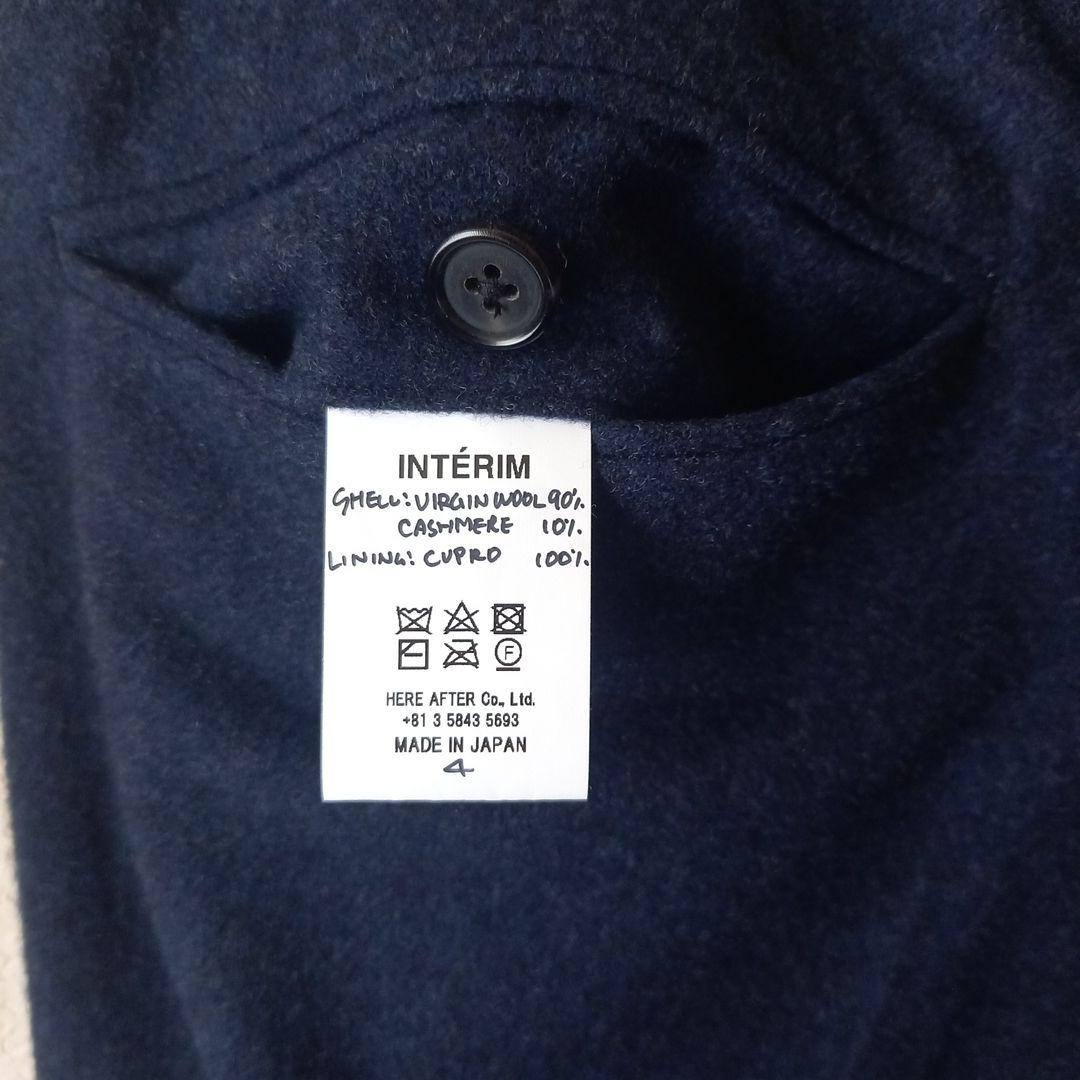 INTÉRIM
SHELL: VIRGIN WOOL 90%
CASHMERE 10%
LINING: CUPRO 100%
F
HERE AFTER Co., Ltd.
+81 3 5843 5693
MADE IN JAPAN
4